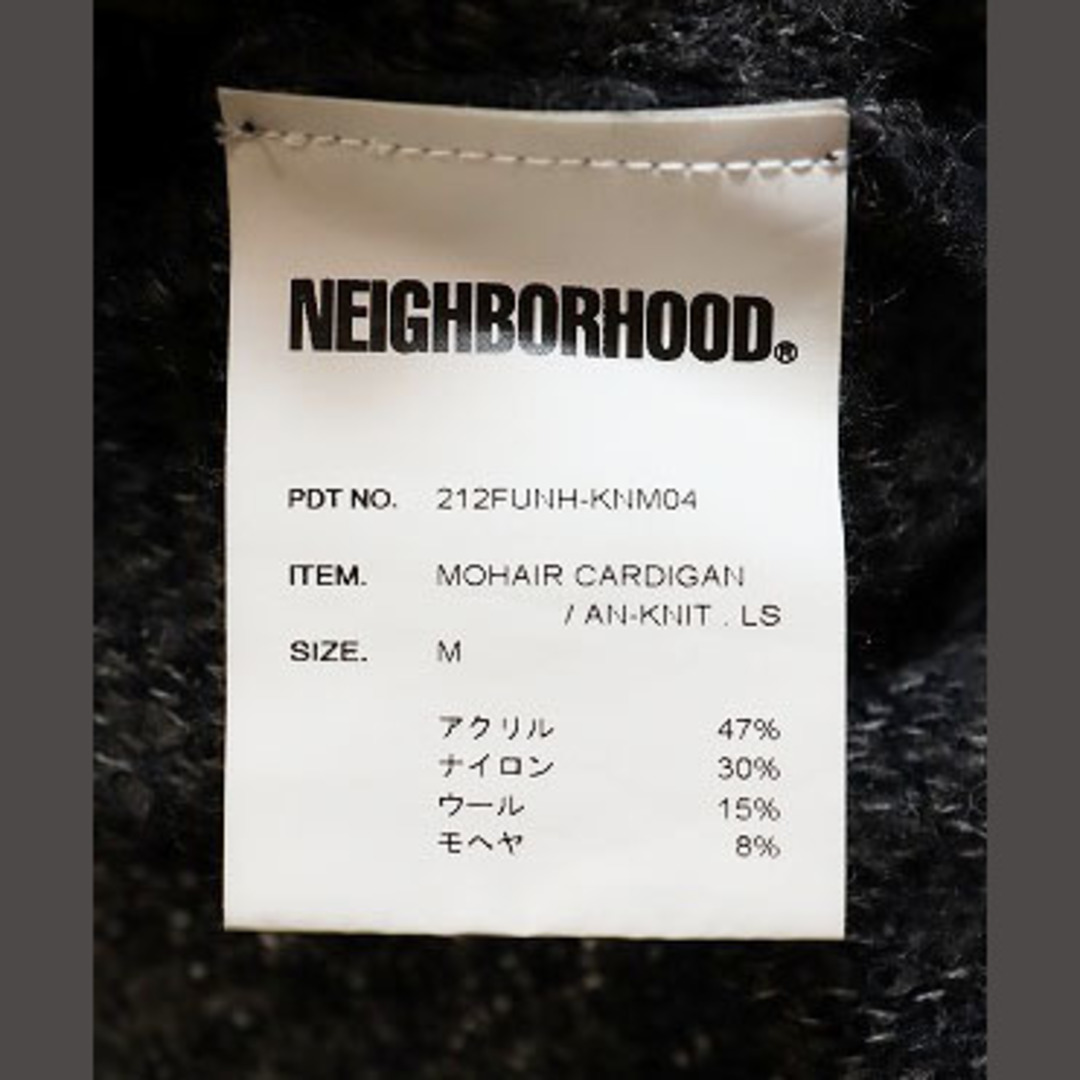 NEIGHBORHOOD®
PDT NO. 212FUNH-KNM04
ITEM. MOHAIR CARDIGAN
/ AN-KNIT . LS
SIZE. M
アクリル 47%
ナイロン 30%
ウール 15%
モヘヤ 8%